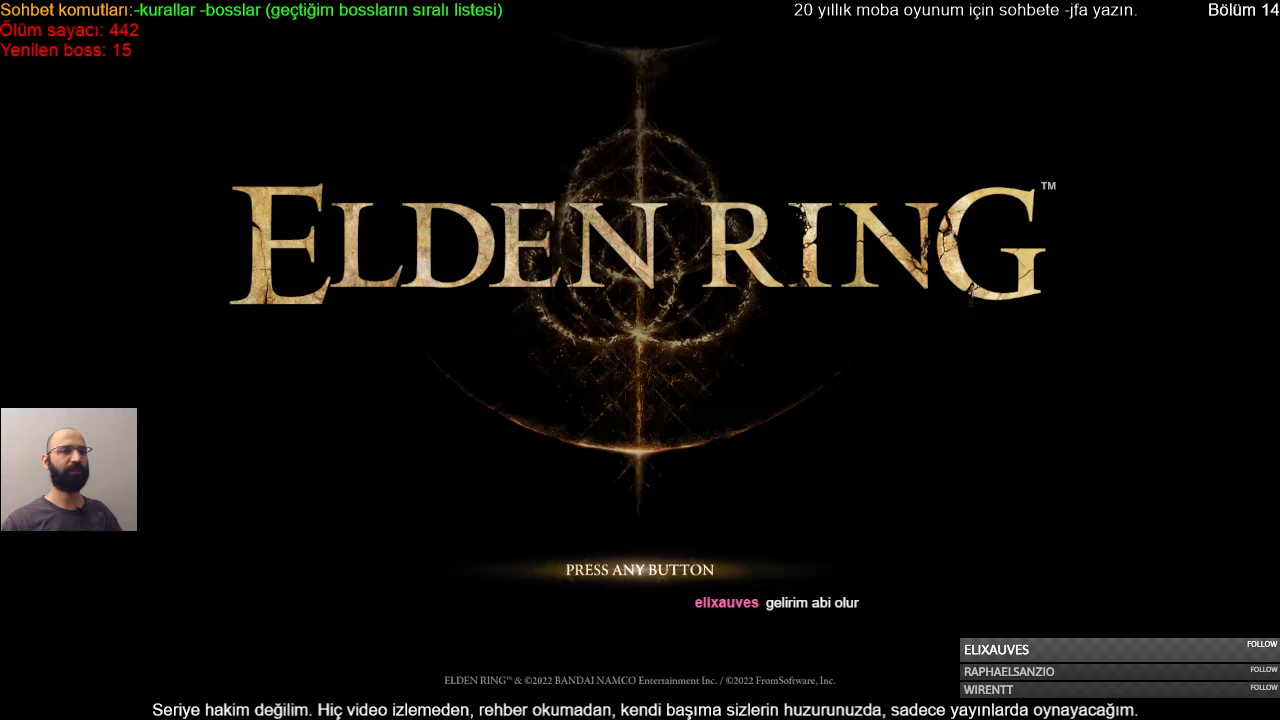 Sohbet komutları:-kurallar -bosslar (geçtiğim bossların sıralı listesi)
20 yıllık moba oyunum için sohbete -jfa yazın.
Bölüm 14
Ölüm sayacı: 442
Yenilen boss: 15
ELDEN RING™
PRESS ANY BUTTON
elixauves gelirim abi olur
ELIXAUVES FOLLOW
RAPHAELSANZIO FOLLOW
WIRENTT FOLLOW
ELDEN RING™ & ©2022 BANDAI NAMCO Entertainment Inc. / ©2022 FromSoftware, Inc.
Seriye hakim değilim. Hiç video izlemeden, rehber okumadan, kendi başıma sizlerin huzurunuzda, sadece yayınlarda oynayacağım.